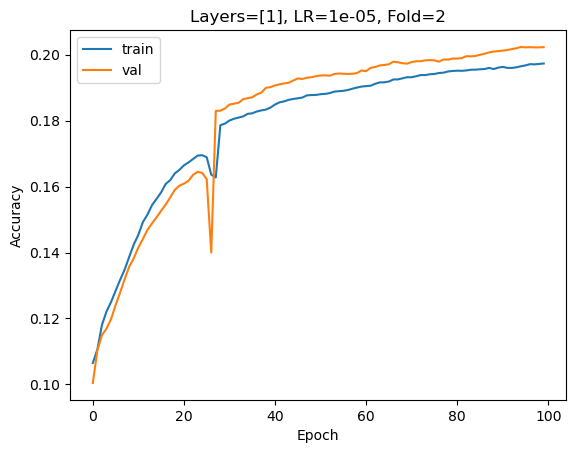 Layers=[1], LR=1e-05, Fold=2
train
val
0.20
0.18
0.16
0.14
0.12
0.10
Accuracy
0 20 40 60 80 100
Epoch